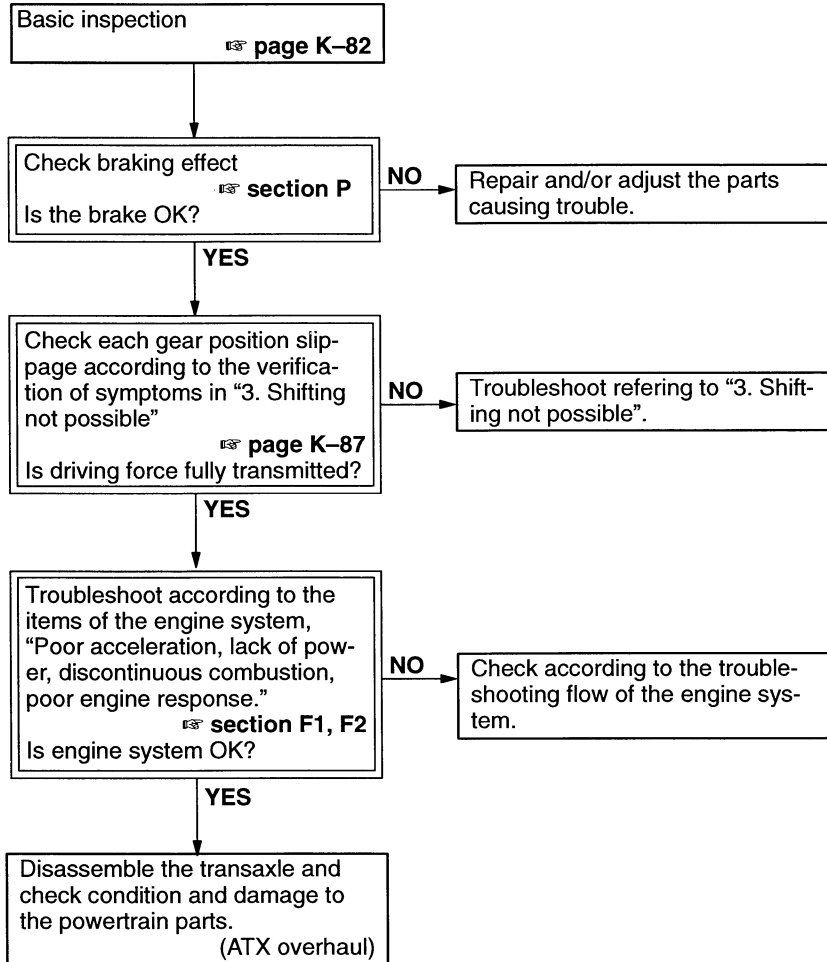 Basic inspection
☞ page K–82
Check braking effect
☞ section P
Is the brake OK?
NO
Repair and/or adjust the parts
causing trouble.
YES
Check each gear position slip-
page according to the verifica-
tion of symptoms in “3. Shifting
not possible”
☞ page K–87
Is driving force fully transmitted?
NO
Troubleshoot refering to “3. Shift-
ing not possible”.
YES
Troubleshoot according to the
items of the engine system,
“Poor acceleration, lack of pow-
er, discontinuous combustion,
poor engine response.”
☞ section F1, F2
Is engine system OK?
NO
Check according to the trouble-
shooting flow of the engine sys-
tem.
YES
Disassemble the transaxle and
check condition and damage to
the powertrain parts.
(ATX overhaul)